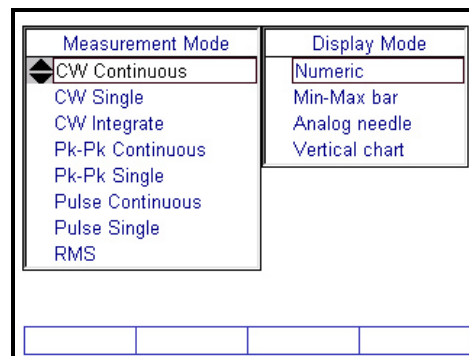 Measurement Mode
CW Continuous
CW Single
CW Integrate
Pk-Pk Continuous
Pk-Pk Single
Pulse Continuous
Pulse Single
RMS
Display Mode
Numeric
Min-Max bar
Analog needle
Vertical chart